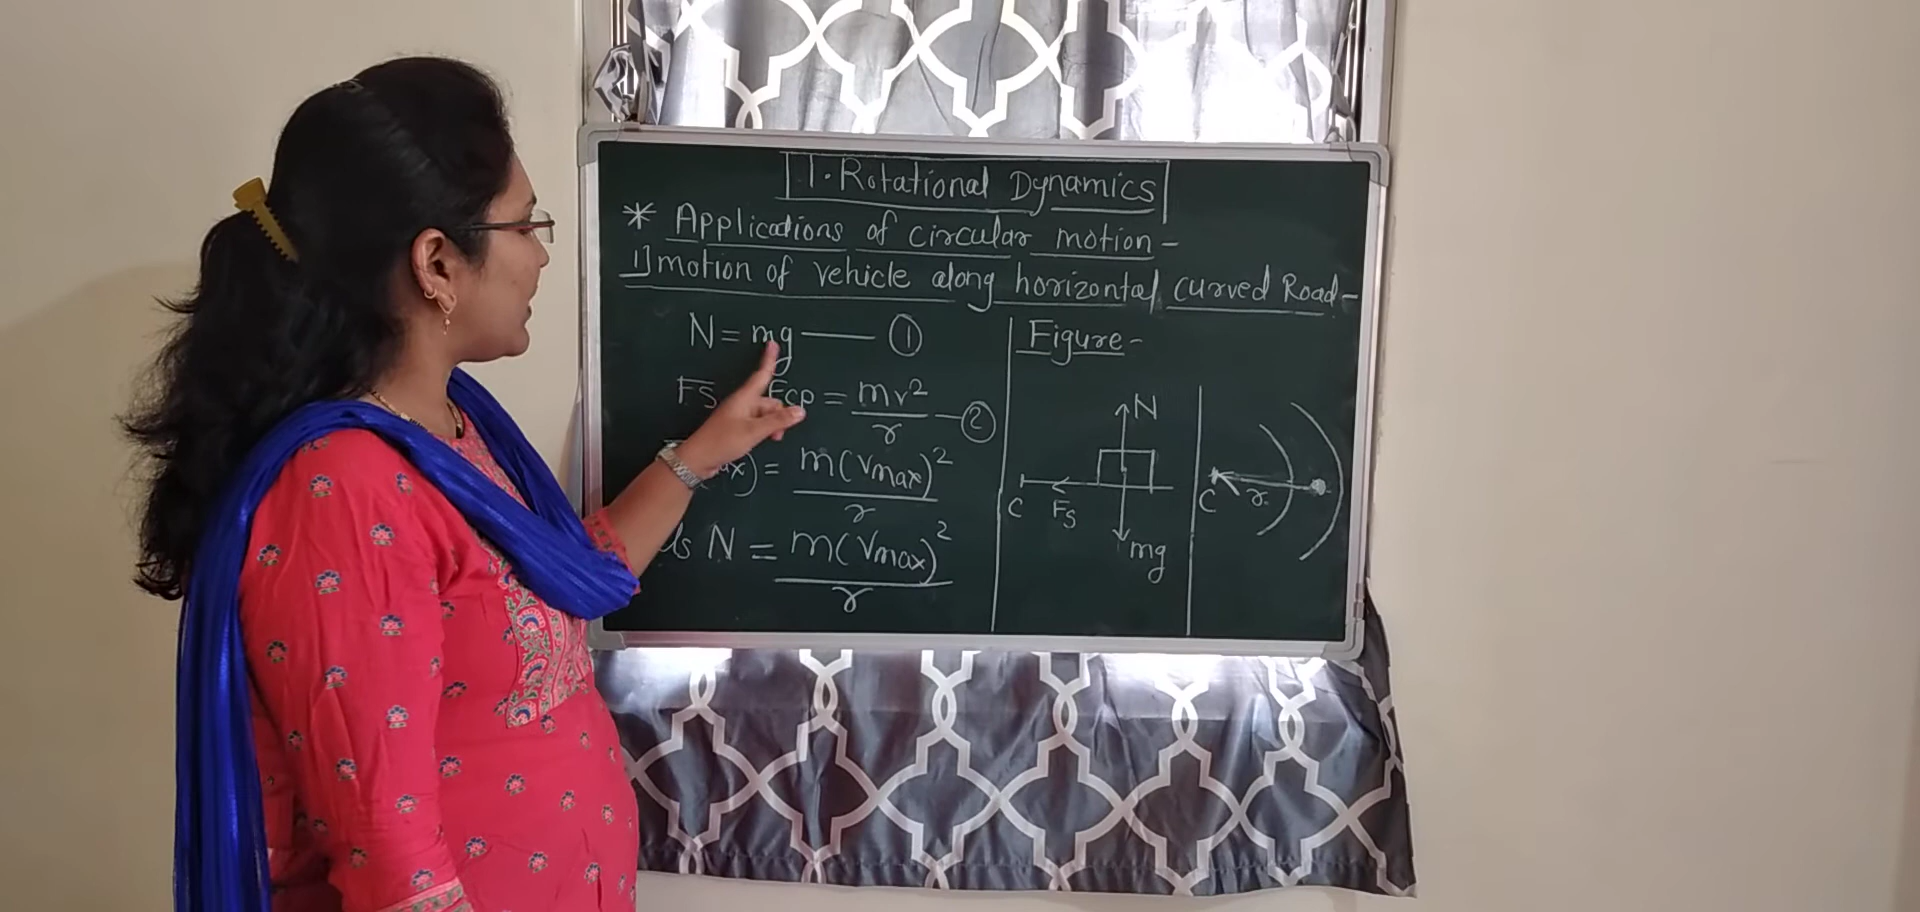 1. Rotational Dynamics
* Applications of circular motion -
1) motion of vehicle along horizontal curved Road -
N = mg —— ①
FS Fcp = mv²/r — ②
= m(vmax)²/r
N = m(vmax)²/r
Figure -
N
C FS
mg
C r